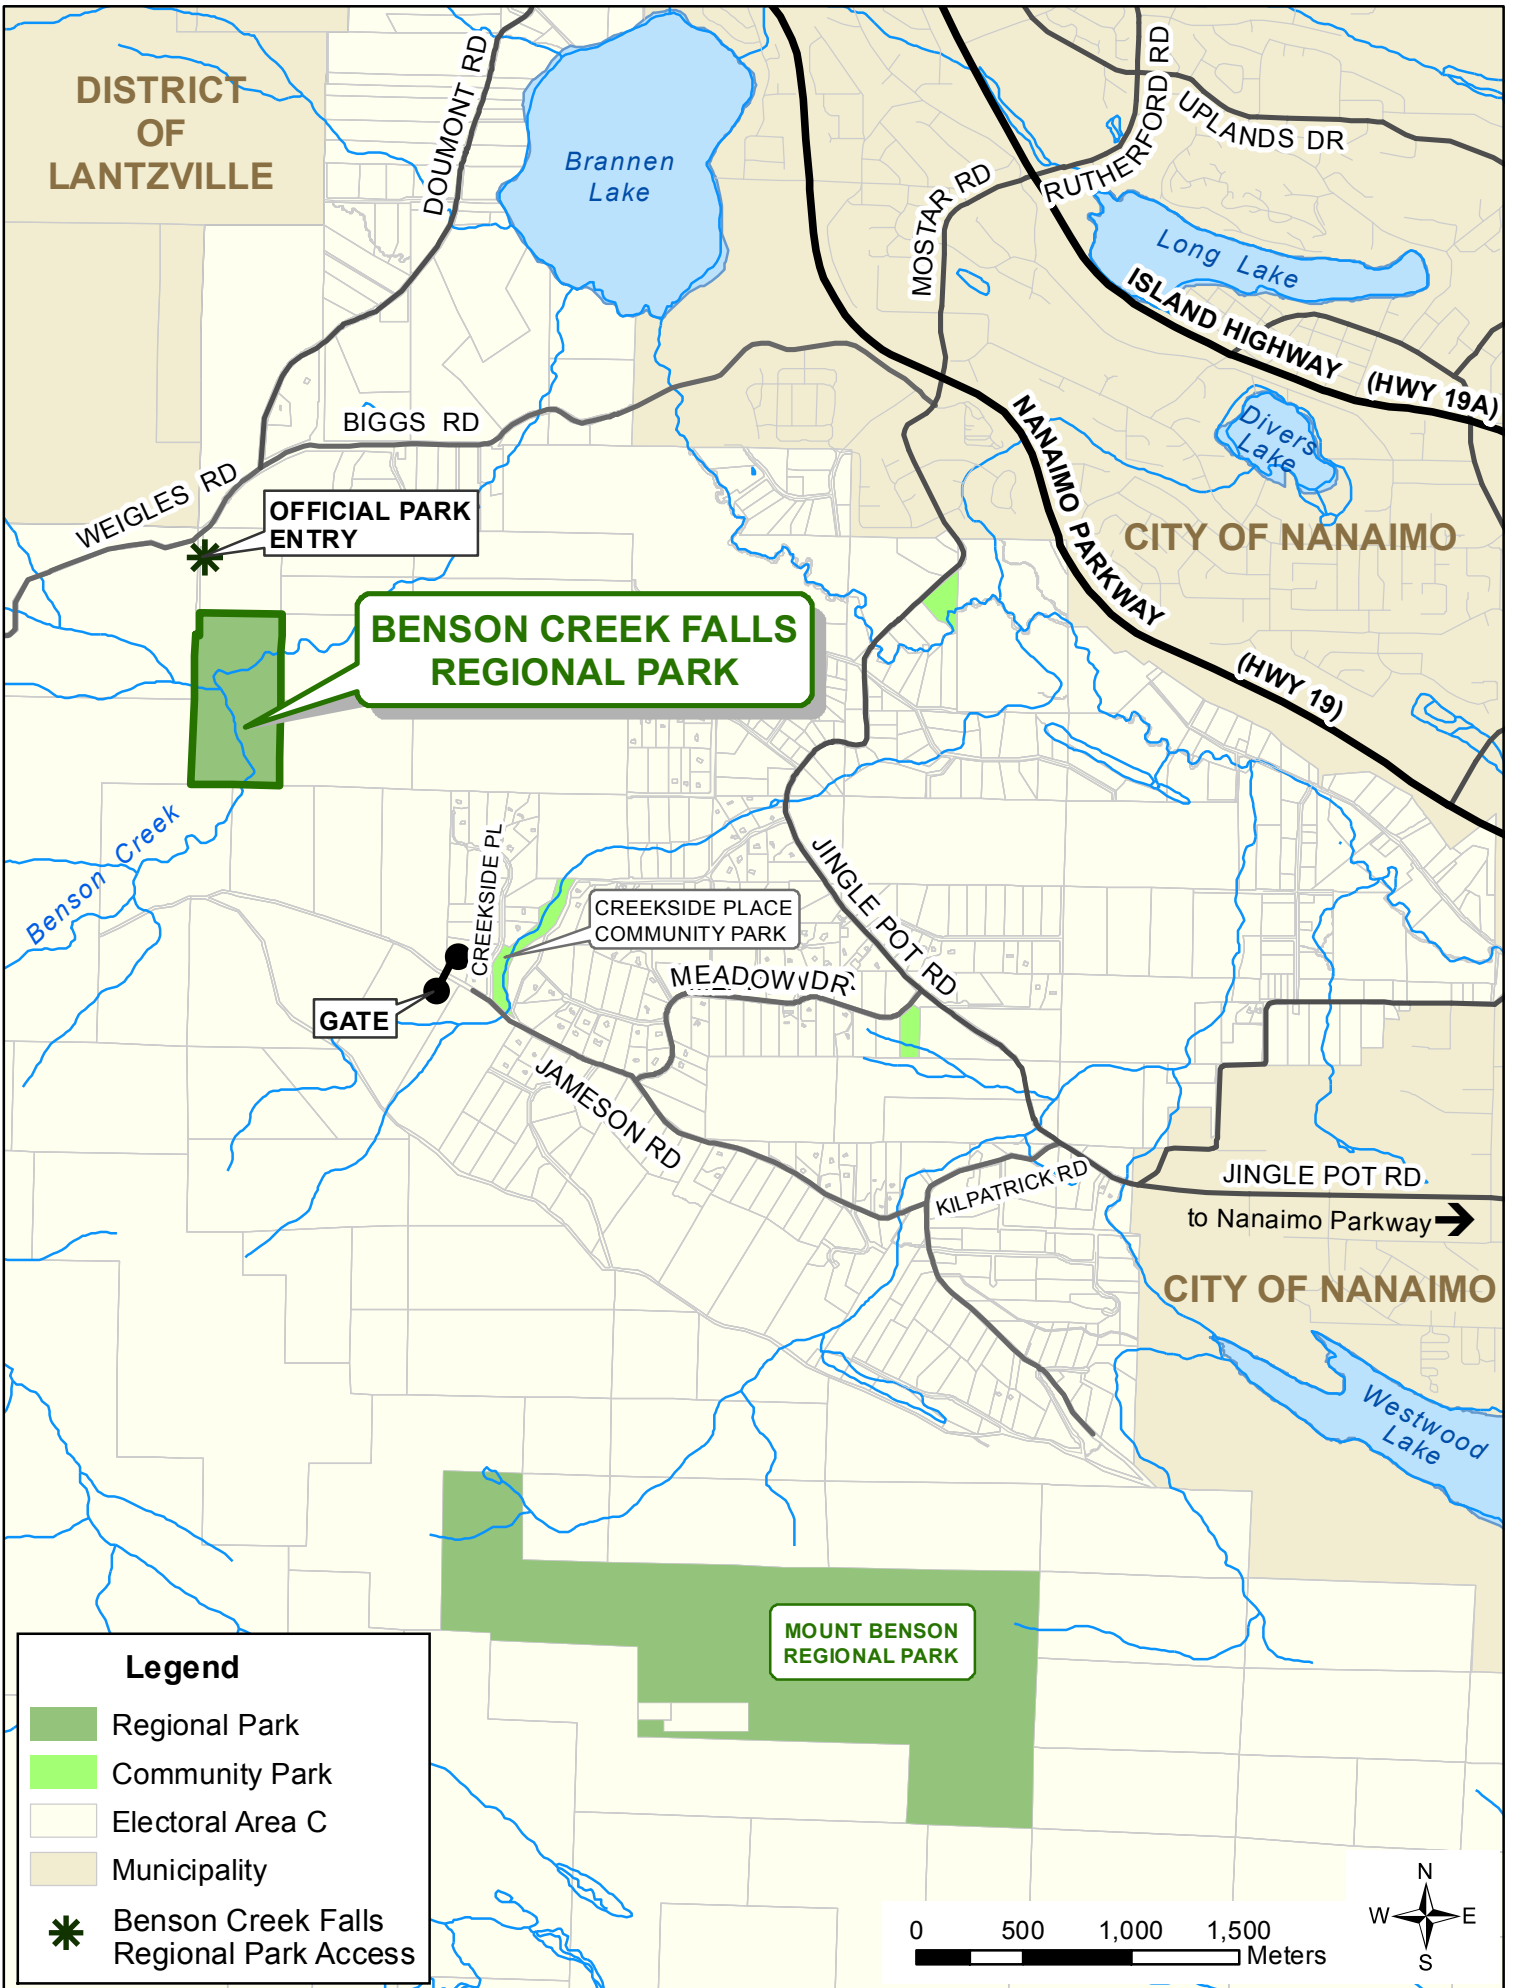 DISTRICT
OF
LANTZVILLE
DOUMONT RD
Brannen
Lake
MOSTAR RD
RUTHERFORD RD
UPLANDS DR
Long Lake
ISLAND HIGHWAY (HWY 19A)
Divers
Lake
BIGGS RD
WEIGLES RD
OFFICIAL PARK
ENTRY
NANAIMO PARKWAY
(HWY 19)
CITY OF NANAIMO
BENSON CREEK FALLS
REGIONAL PARK
Benson Creek
CREEKSIDE PL
CREEKSIDE PLACE
COMMUNITY PARK
JINGLE POT RD
MEADOW DR
GATE
JAMESON RD
KILPATRICK RD
JINGLE POT RD
to Nanaimo Parkway
CITY OF NANAIMO
Westwood
Lake
MOUNT BENSON
REGIONAL PARK
Legend
Regional Park
Community Park
Electoral Area C
Municipality
Benson Creek Falls
Regional Park Access
0 500 1,000 1,500
Meters
N
W E
S